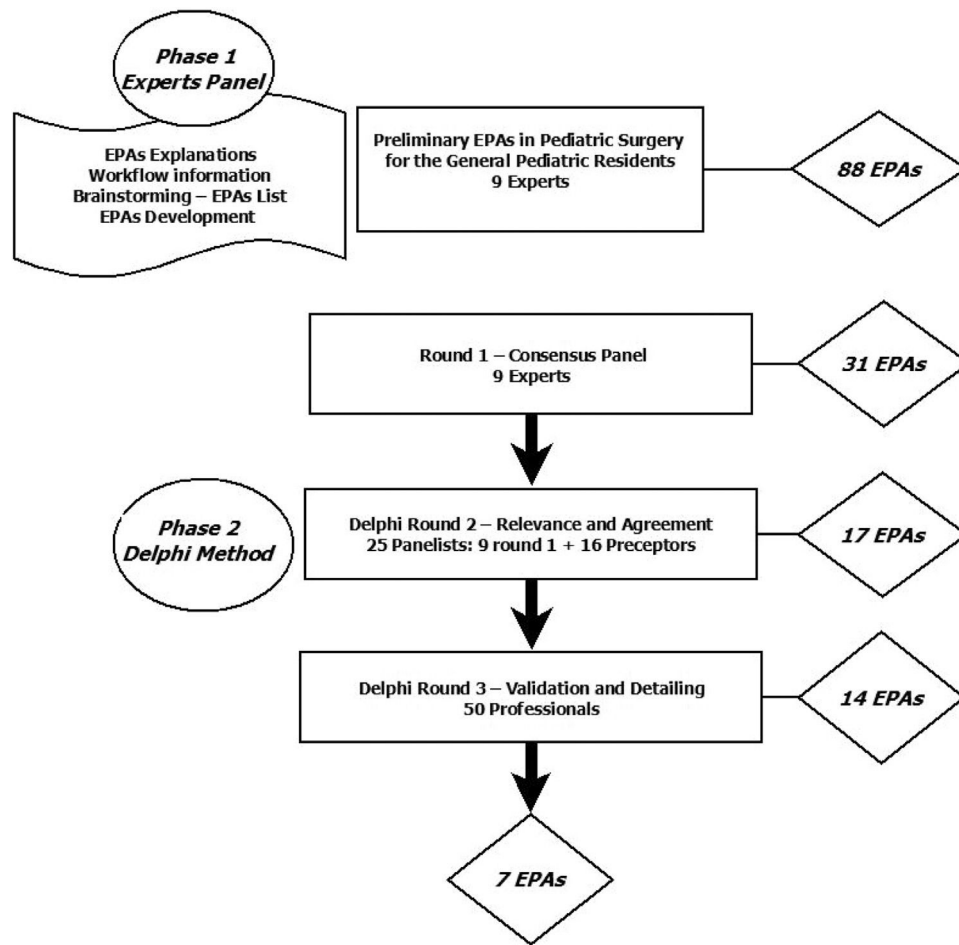 Phase 1
Experts Panel
EPAs Explanations
Workflow information
Brainstorming – EPAs List
EPAs Development
Preliminary EPAs in Pediatric Surgery
for the General Pediatric Residents
9 Experts
88 EPAs
Round 1 – Consensus Panel
9 Experts
31 EPAs
Phase 2
Delphi Method
Delphi Round 2 – Relevance and Agreement
25 Panelists: 9 round 1 + 16 Preceptors
17 EPAs
Delphi Round 3 – Validation and Detailing
50 Professionals
14 EPAs
7 EPAs